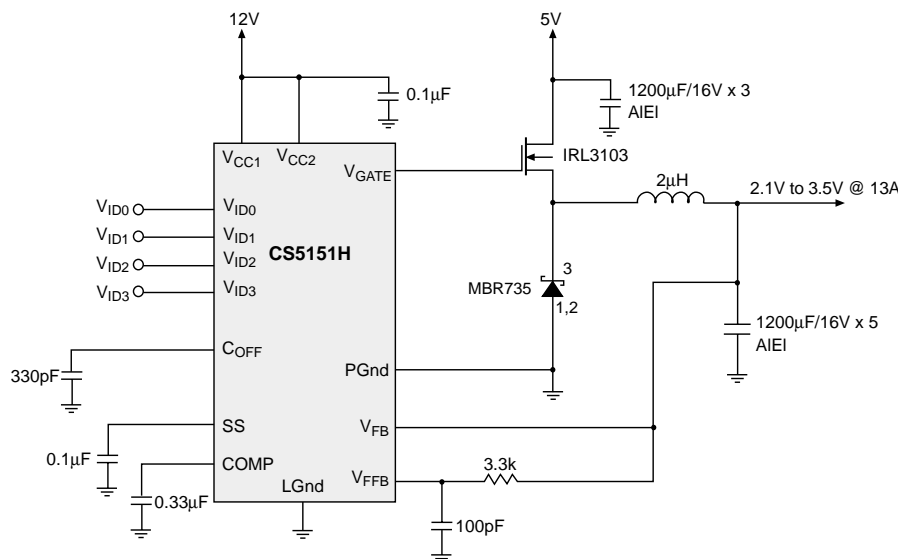 12V
5V
0.1μF
1200μF/16V x 3
AlEl
VCC1
VCC2
VGATE
IRL3103
2μH
2.1V to 3.5V @ 13A
VID0
VID0
VID1
VID1
CS5151H
VID2
VID2
VID3
VID3
MBR735
3
1,2
1200μF/16V x 5
AlEl
COFF
330pF
PGnd
SS
VFB
0.1μF
COMP
3.3k
VFFB
0.33μF
LGnd
100pF